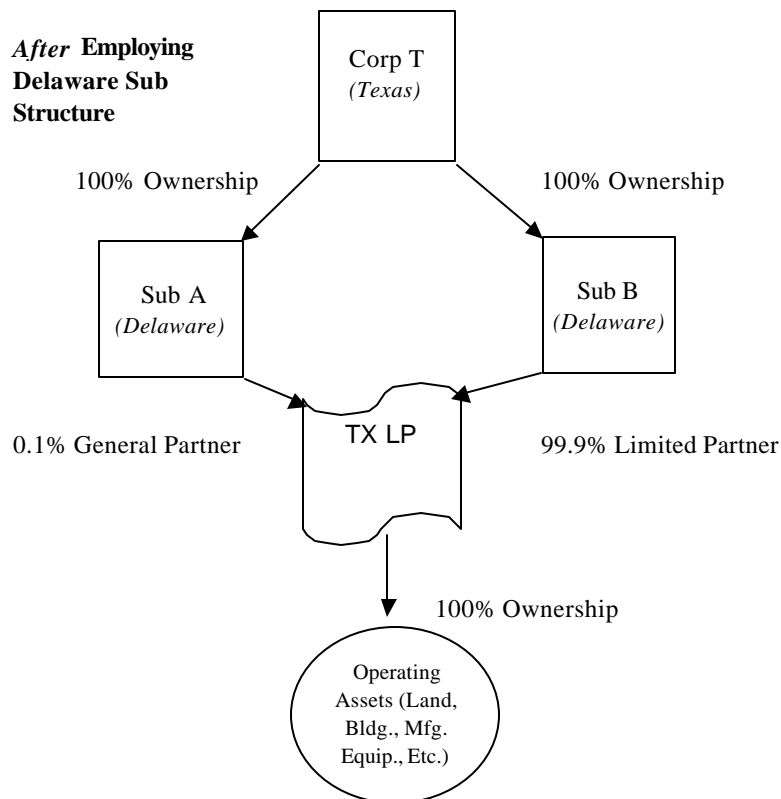 After Employing
Delaware Sub
Structure
Corp T
(Texas)
100% Ownership
100% Ownership
Sub A
(Delaware)
Sub B
(Delaware)
TX LP
0.1% General Partner
99.9% Limited Partner
100% Ownership
Operating
Assets (Land,
Bldg., Mfg.
Equip., Etc.)